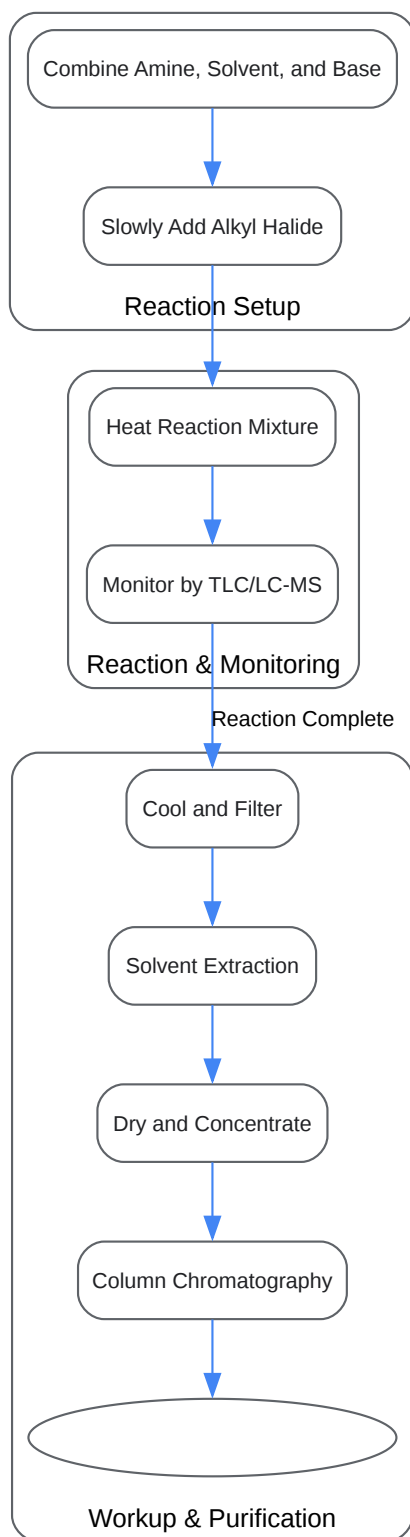 Combine Amine, Solvent, and Base
Slowly Add Alkyl Halide
Reaction Setup
Heat Reaction Mixture
Monitor by TLC/LC-MS
Reaction & Monitoring
Reaction Complete
Cool and Filter
Solvent Extraction
Dry and Concentrate
Column Chromatography
Workup & Purification